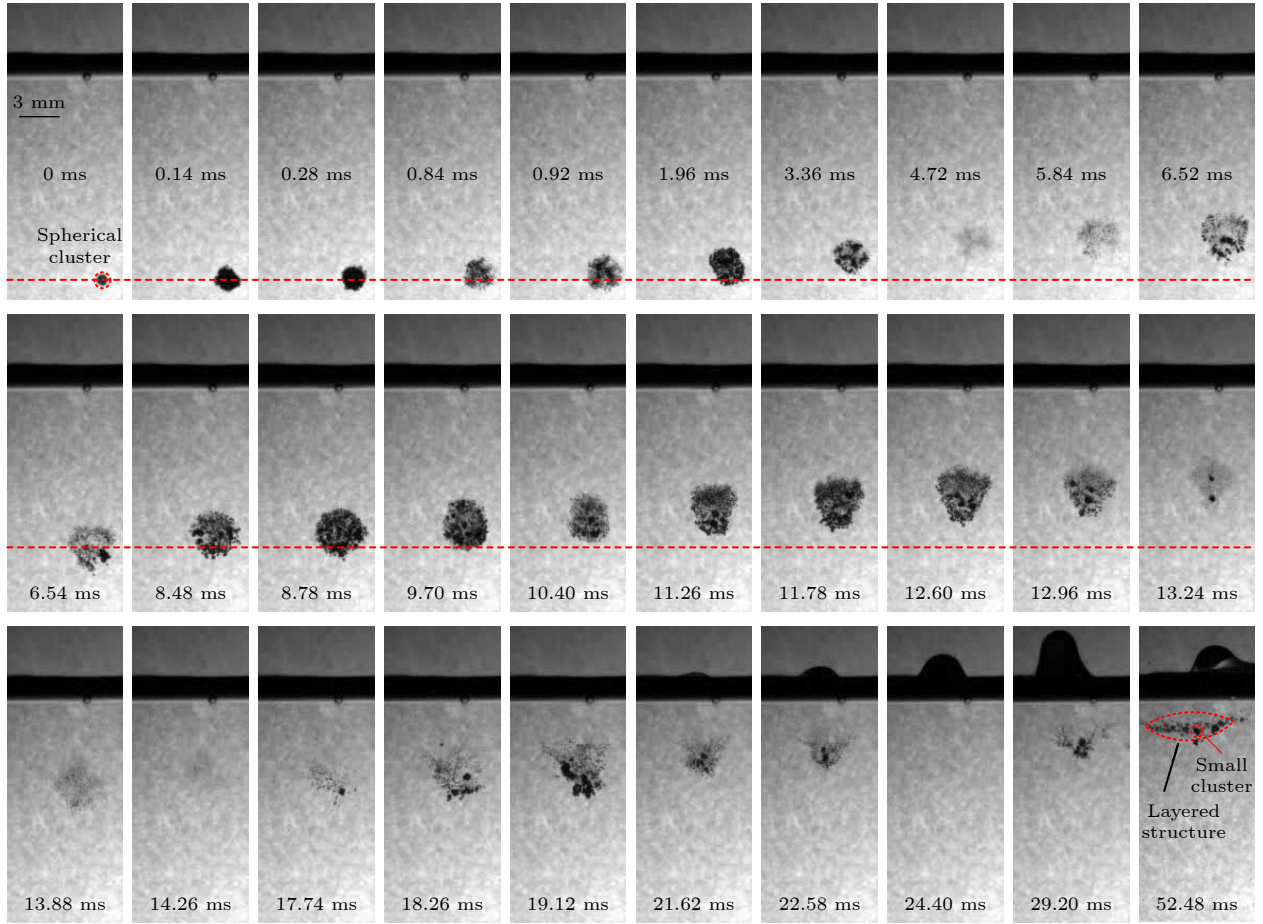 3 mm
0 ms
0.14 ms
0.28 ms
0.84 ms
0.92 ms
1.96 ms
3.36 ms
4.72 ms
5.84 ms
6.52 ms
Spherical
cluster
6.54 ms
8.48 ms
8.78 ms
9.70 ms
10.40 ms
11.26 ms
11.78 ms
12.60 ms
12.96 ms
13.24 ms
Small
cluster
Layered
structure
13.88 ms
14.26 ms
17.74 ms
18.26 ms
19.12 ms
21.62 ms
22.58 ms
24.40 ms
29.20 ms
52.48 ms